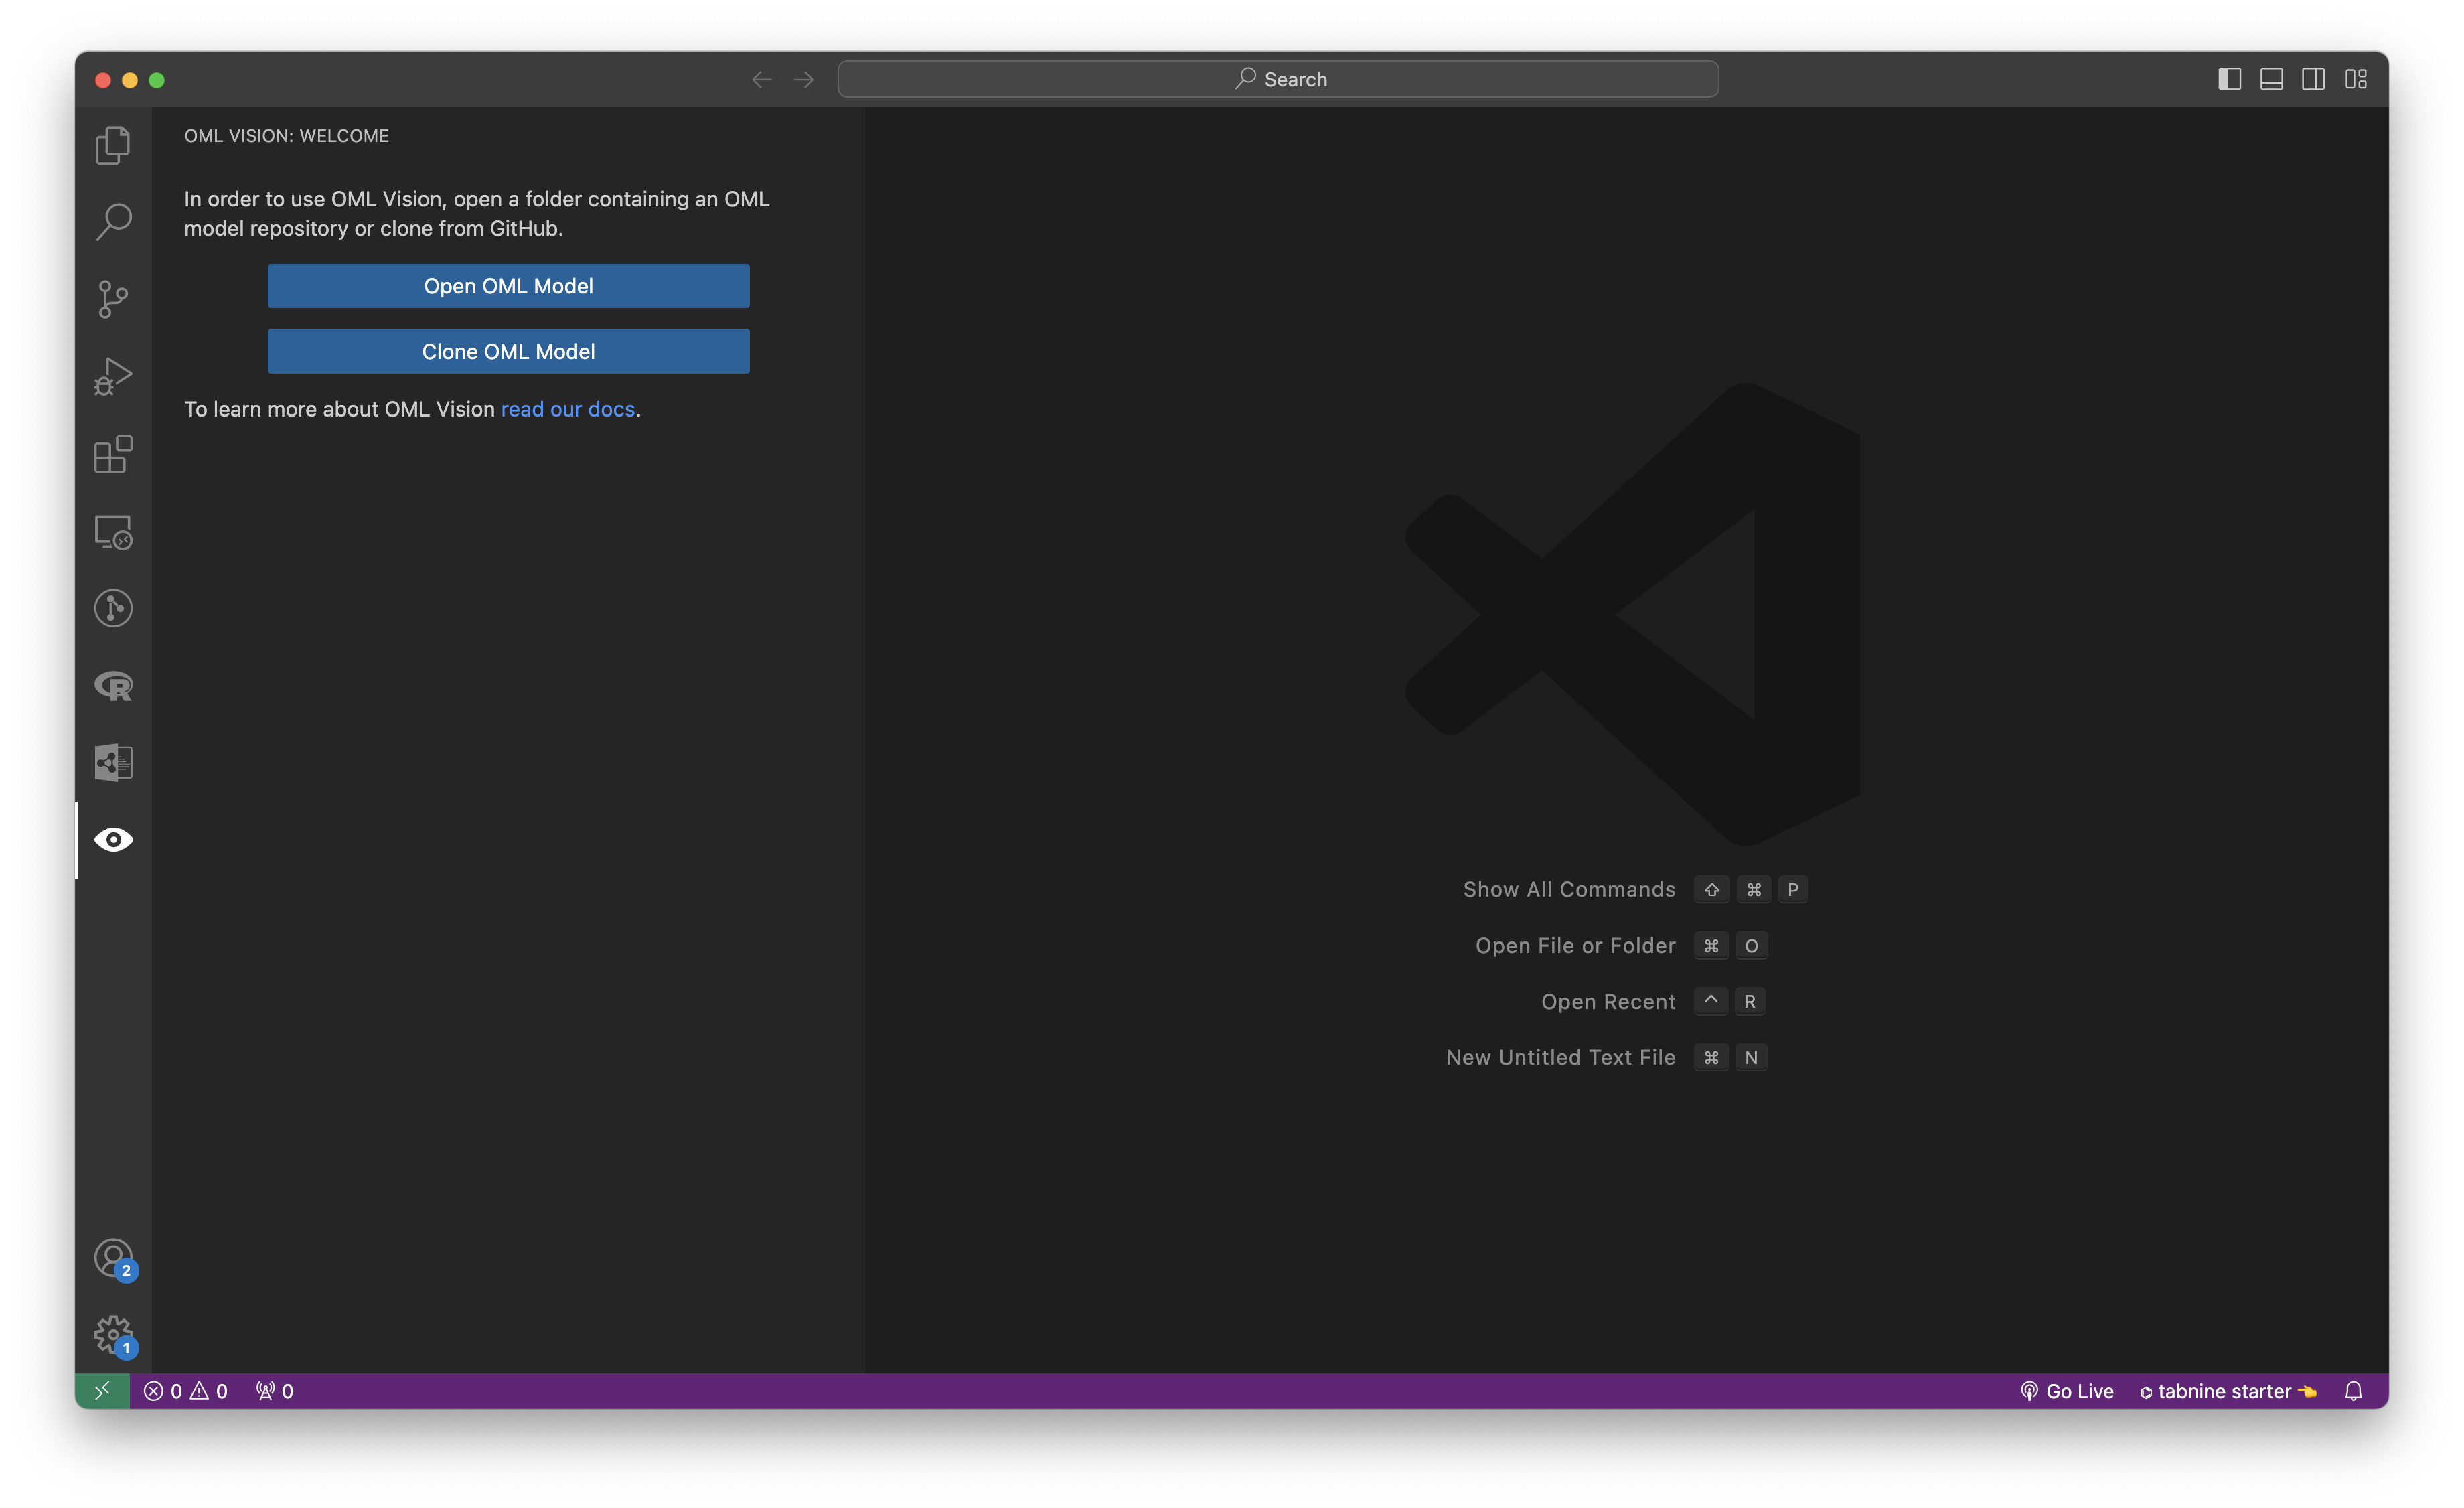 Search
OML VISION: WELCOME
In order to use OML Vision, open a folder containing an OML
model repository or clone from GitHub.
Open OML Model
Clone OML Model
To learn more about OML Vision read our docs.
R
Show All Commands ⇧ ⌘ P
Open File or Folder ⌘ O
Open Recent ^ R
New Untitled Text File ⌘ N
2
1
0 0 0
Go Live tabnine starter 👈